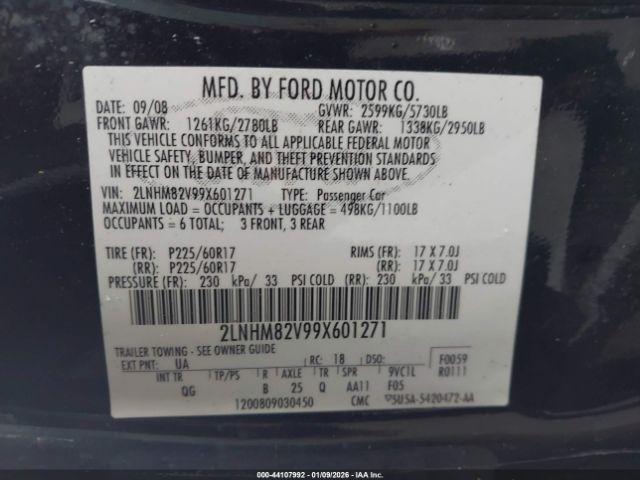 MFD. BY FORD MOTOR CO.
DATE: 09/08 GVWR: 2599KG/5730LB
FRONT GAWR: 1261KG/2780LB REAR GAWR: 1338KG/2950LB
THIS VEHICLE CONFORMS TO ALL APPLICABLE FEDERAL MOTOR
VEHICLE SAFETY, BUMPER, AND THEFT PREVENTION STANDARDS
IN EFFECT ON THE DATE OF MANUFACTURE SHOWN ABOVE.
VIN: 2LNHM82V99X601271 TYPE: Passenger Car
MAXIMUM LOAD = OCCUPANTS + LUGGAGE = 498KG/1100LB
OCCUPANTS = 6 TOTAL; 3 FRONT, 3 REAR
TIRE (FR): P225/60R17 RIMS (FR): 17 X 7.0J
(RR): P225/60R17 (RR): 17 X 7.0J
PRESSURE (FR): 230 kPa/ 33 PSI COLD (RR): 230 kPa/ 33 PSI COLD
2LNHM82V99X601271
TRAILER TOWING - SEE OWNER GUIDE
EXT PNT: UA RC: 18 DSO: F0059
INT TR TP/PS R AXLE TR SPR 9VC1L R0111
QG B 25 Q AA11 F05
1200809030450 CMC 5U5A-5420472-AA
000-44107992 - 01/09/2026 - IAA, Inc.